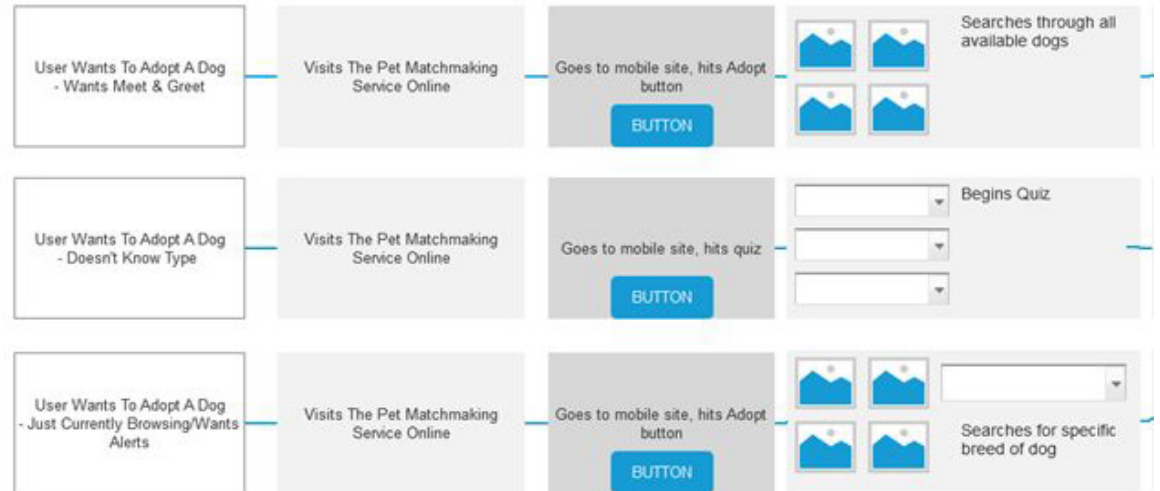 User Wants To Adopt A Dog
- Wants Meet & Greet
Visits The Pet Matchmaking
Service Online
Goes to mobile site, hits Adopt
button
BUTTON
Searches through all
available dogs
User Wants To Adopt A Dog
- Doesn't Know Type
Visits The Pet Matchmaking
Service Online
Goes to mobile site, hits quiz
BUTTON
Begins Quiz
User Wants To Adopt A Dog
- Just Currently Browsing/Wants
Alerts
Visits The Pet Matchmaking
Service Online
Goes to mobile site, hits Adopt
button
BUTTON
Searches for specific
breed of dog